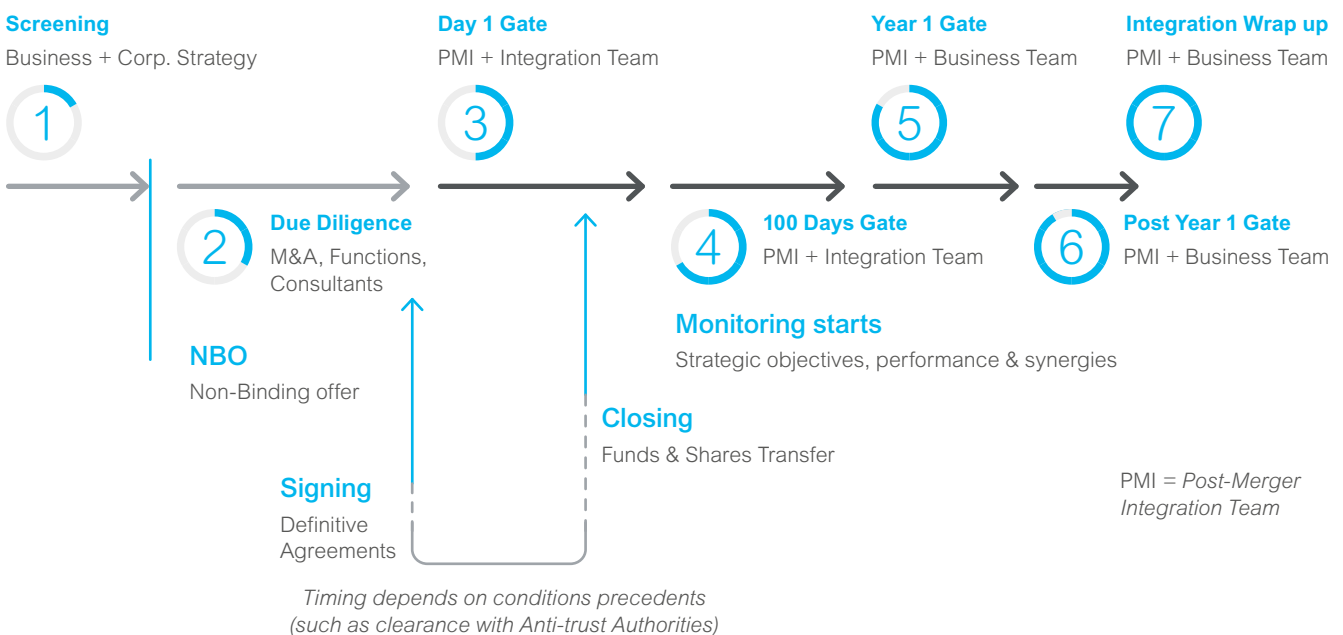 Screening
Business + Corp. Strategy
1
Day 1 Gate
PMI + Integration Team
3
Year 1 Gate
PMI + Business Team
5
Integration Wrap up
PMI + Business Team
7
2
Due Diligence
M&A, Functions,
Consultants
4
100 Days Gate
PMI + Integration Team
6
Post Year 1 Gate
PMI + Business Team
NBO
Non-Binding offer
Monitoring starts
Strategic objectives, performance & synergies
Closing
Funds & Shares Transfer
Signing
Definitive
Agreements
PMI = Post-Merger
Integration Team
Timing depends on conditions precedents
(such as clearance with Anti-trust Authorities)